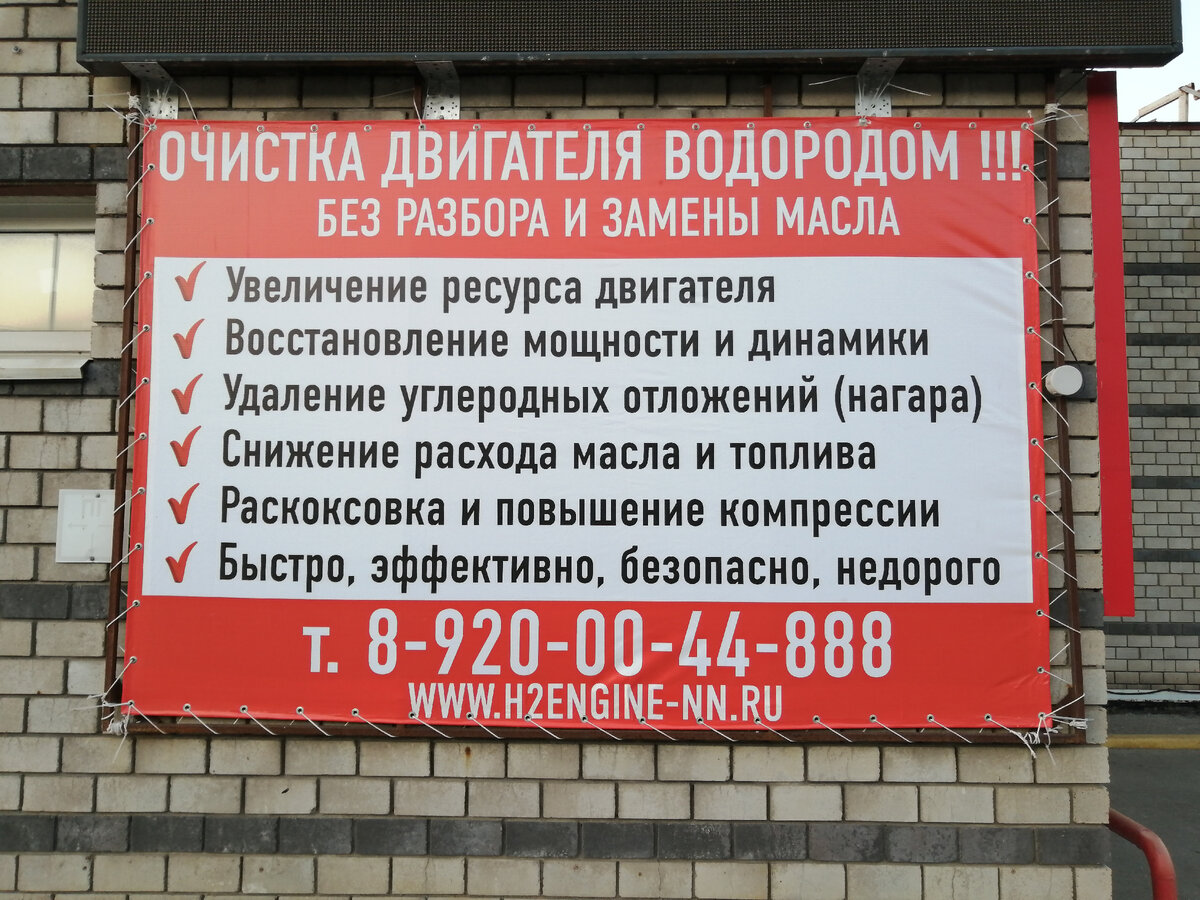 ОЧИСТКА ДВИГАТЕЛЯ ВОДОРОДОМ !!!
БЕЗ РАЗБОРА И ЗАМЕНЫ МАСЛА
Увеличение ресурса двигателя
Восстановление мощности и динамики
Удаление углеродных отложений (нагара)
Снижение расхода масла и топлива
Раскоксовка и повышение компрессии
Быстро, эффективно, безопасно, недорого
т. 8-920-00-44-888
WWW.H2ENGINE-NN.RU